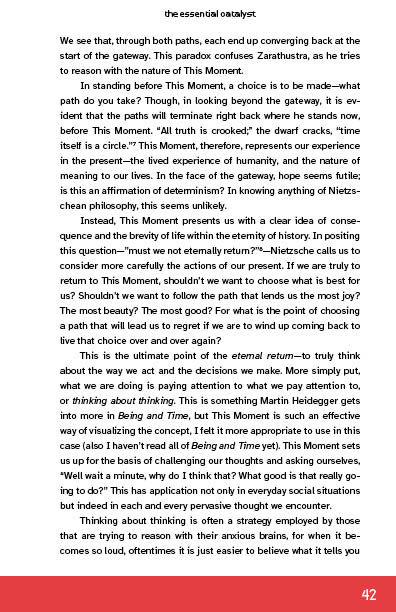 the essential catalyst
We see that, through both paths, each end up converging back at the
start of the gateway. This paradox confuses Zarathustra, as he tries
to reason with the nature of This Moment.
In standing before This Moment, a choice is to be made—what
path do you take? Though, in looking beyond the gateway, it is ev-
ident that the paths will terminate right back where he stands now,
before This Moment. “All truth is crooked;” the dwarf cracks, “time
itself is a circle.”⁷ This Moment, therefore, represents our experience
in the present—the lived experience of humanity, and the nature of
meaning to our lives. In the face of the gateway, hope seems futile;
is this an affirmation of determinism? In knowing anything of Nietzs-
chean philosophy, this seems unlikely.
Instead, This Moment presents us with a clear idea of conse-
quence and the brevity of life within the eternity of history. In positing
this question—”must we not eternally return?”⁸—Nietzsche calls us to
consider more carefully the actions of our present. If we are truly to
return to This Moment, shouldn’t we want to choose what is best for
us? Shouldn’t we want to follow the path that lends us the most joy?
The most beauty? The most good? For what is the point of choosing
a path that will lead us to regret if we are to wind up coming back to
live that choice over and over again?
This is the ultimate point of the eternal return—to truly think
about the way we act and the decisions we make. More simply put,
what we are doing is paying attention to what we pay attention to,
or thinking about thinking. This is something Martin Heidegger gets
into more in Being and Time, but This Moment is such an effective
way of visualizing the concept, I felt it more appropriate to use in this
case (also I haven’t read all of Being and Time yet). This Moment sets
us up for the basis of challenging our thoughts and asking ourselves,
“Well wait a minute, why do I think that? What good is that really go-
ing to do?” This has application not only in everyday social situations
but indeed in each and every pervasive thought we encounter.
Thinking about thinking is often a strategy employed by those
that are trying to reason with their anxious brains, for when it be-
comes so loud, oftentimes it is just easier to believe what it tells you
42